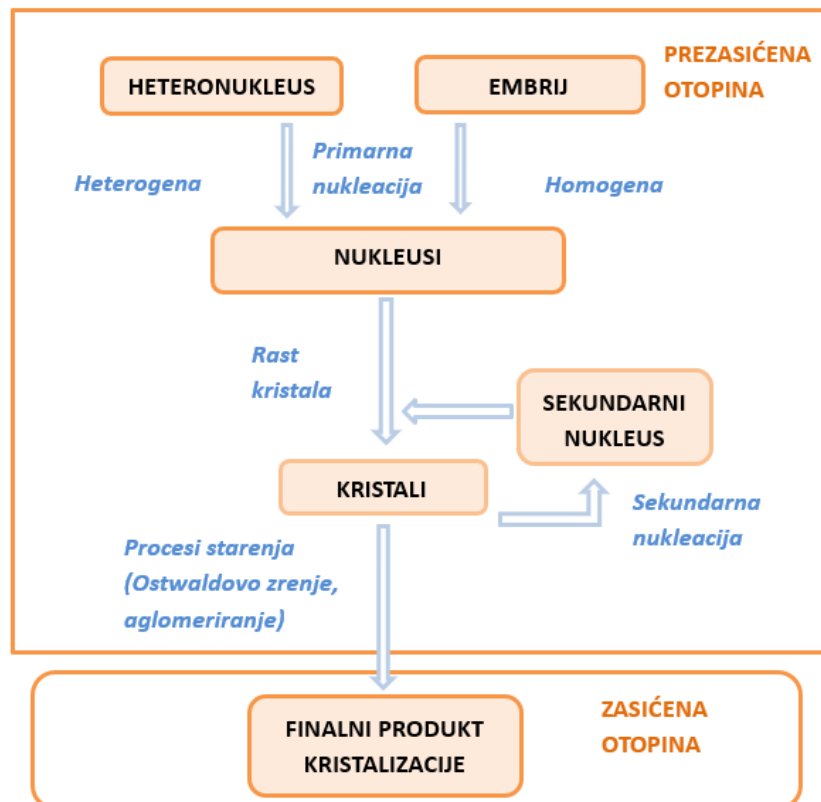 PREZASIĆENA
OTOPINA
HETERONUKLEUS
EMBRIJ
Heterogena
Primarna
nukleacija
Homogena
NUKLEUSI
Rast
kristala
SEKUNDARNI
NUKLEUS
KRISTALI
Sekundarna
nukleacija
Procesi starenja
(Ostwaldovo zrenje,
aglomeriranje)
ZASIĆENA
OTOPINA
FINALNI PRODUKT
KRISTALIZACIJE